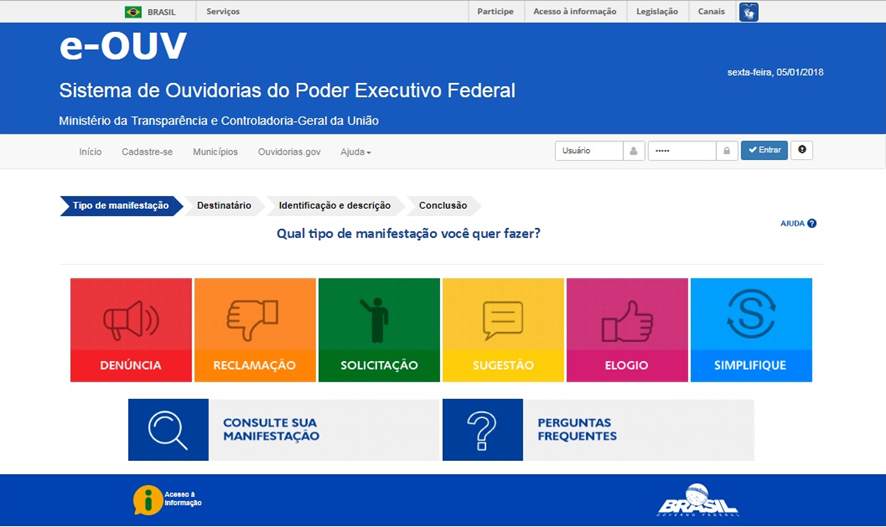 BRASIL Serviços Participe Acesso à informação Legislação Canais
e-OUV
sexta-feira, 05/01/2018
Sistema de Ouvidorias do Poder Executivo Federal
Ministério da Transparência e Controladoria-Geral da União
Início Cadastre-se Municípios Ouvidorias.gov Ajuda Usuário ····· Entrar
Tipo de manifestação Destinatário Identificação e descrição Conclusão
AJUDA ?
Qual tipo de manifestação você quer fazer?
S
DENÚNCIA RECLAMAÇÃO SOLICITAÇÃO SUGESTÃO ELOGIO SIMPLIFIQUE
?
CONSULTE SUA
MANIFESTAÇÃO
PERGUNTAS
FREQUENTES
i
Acesso à
Informação
BRASIL
GOVERNO FEDERAL